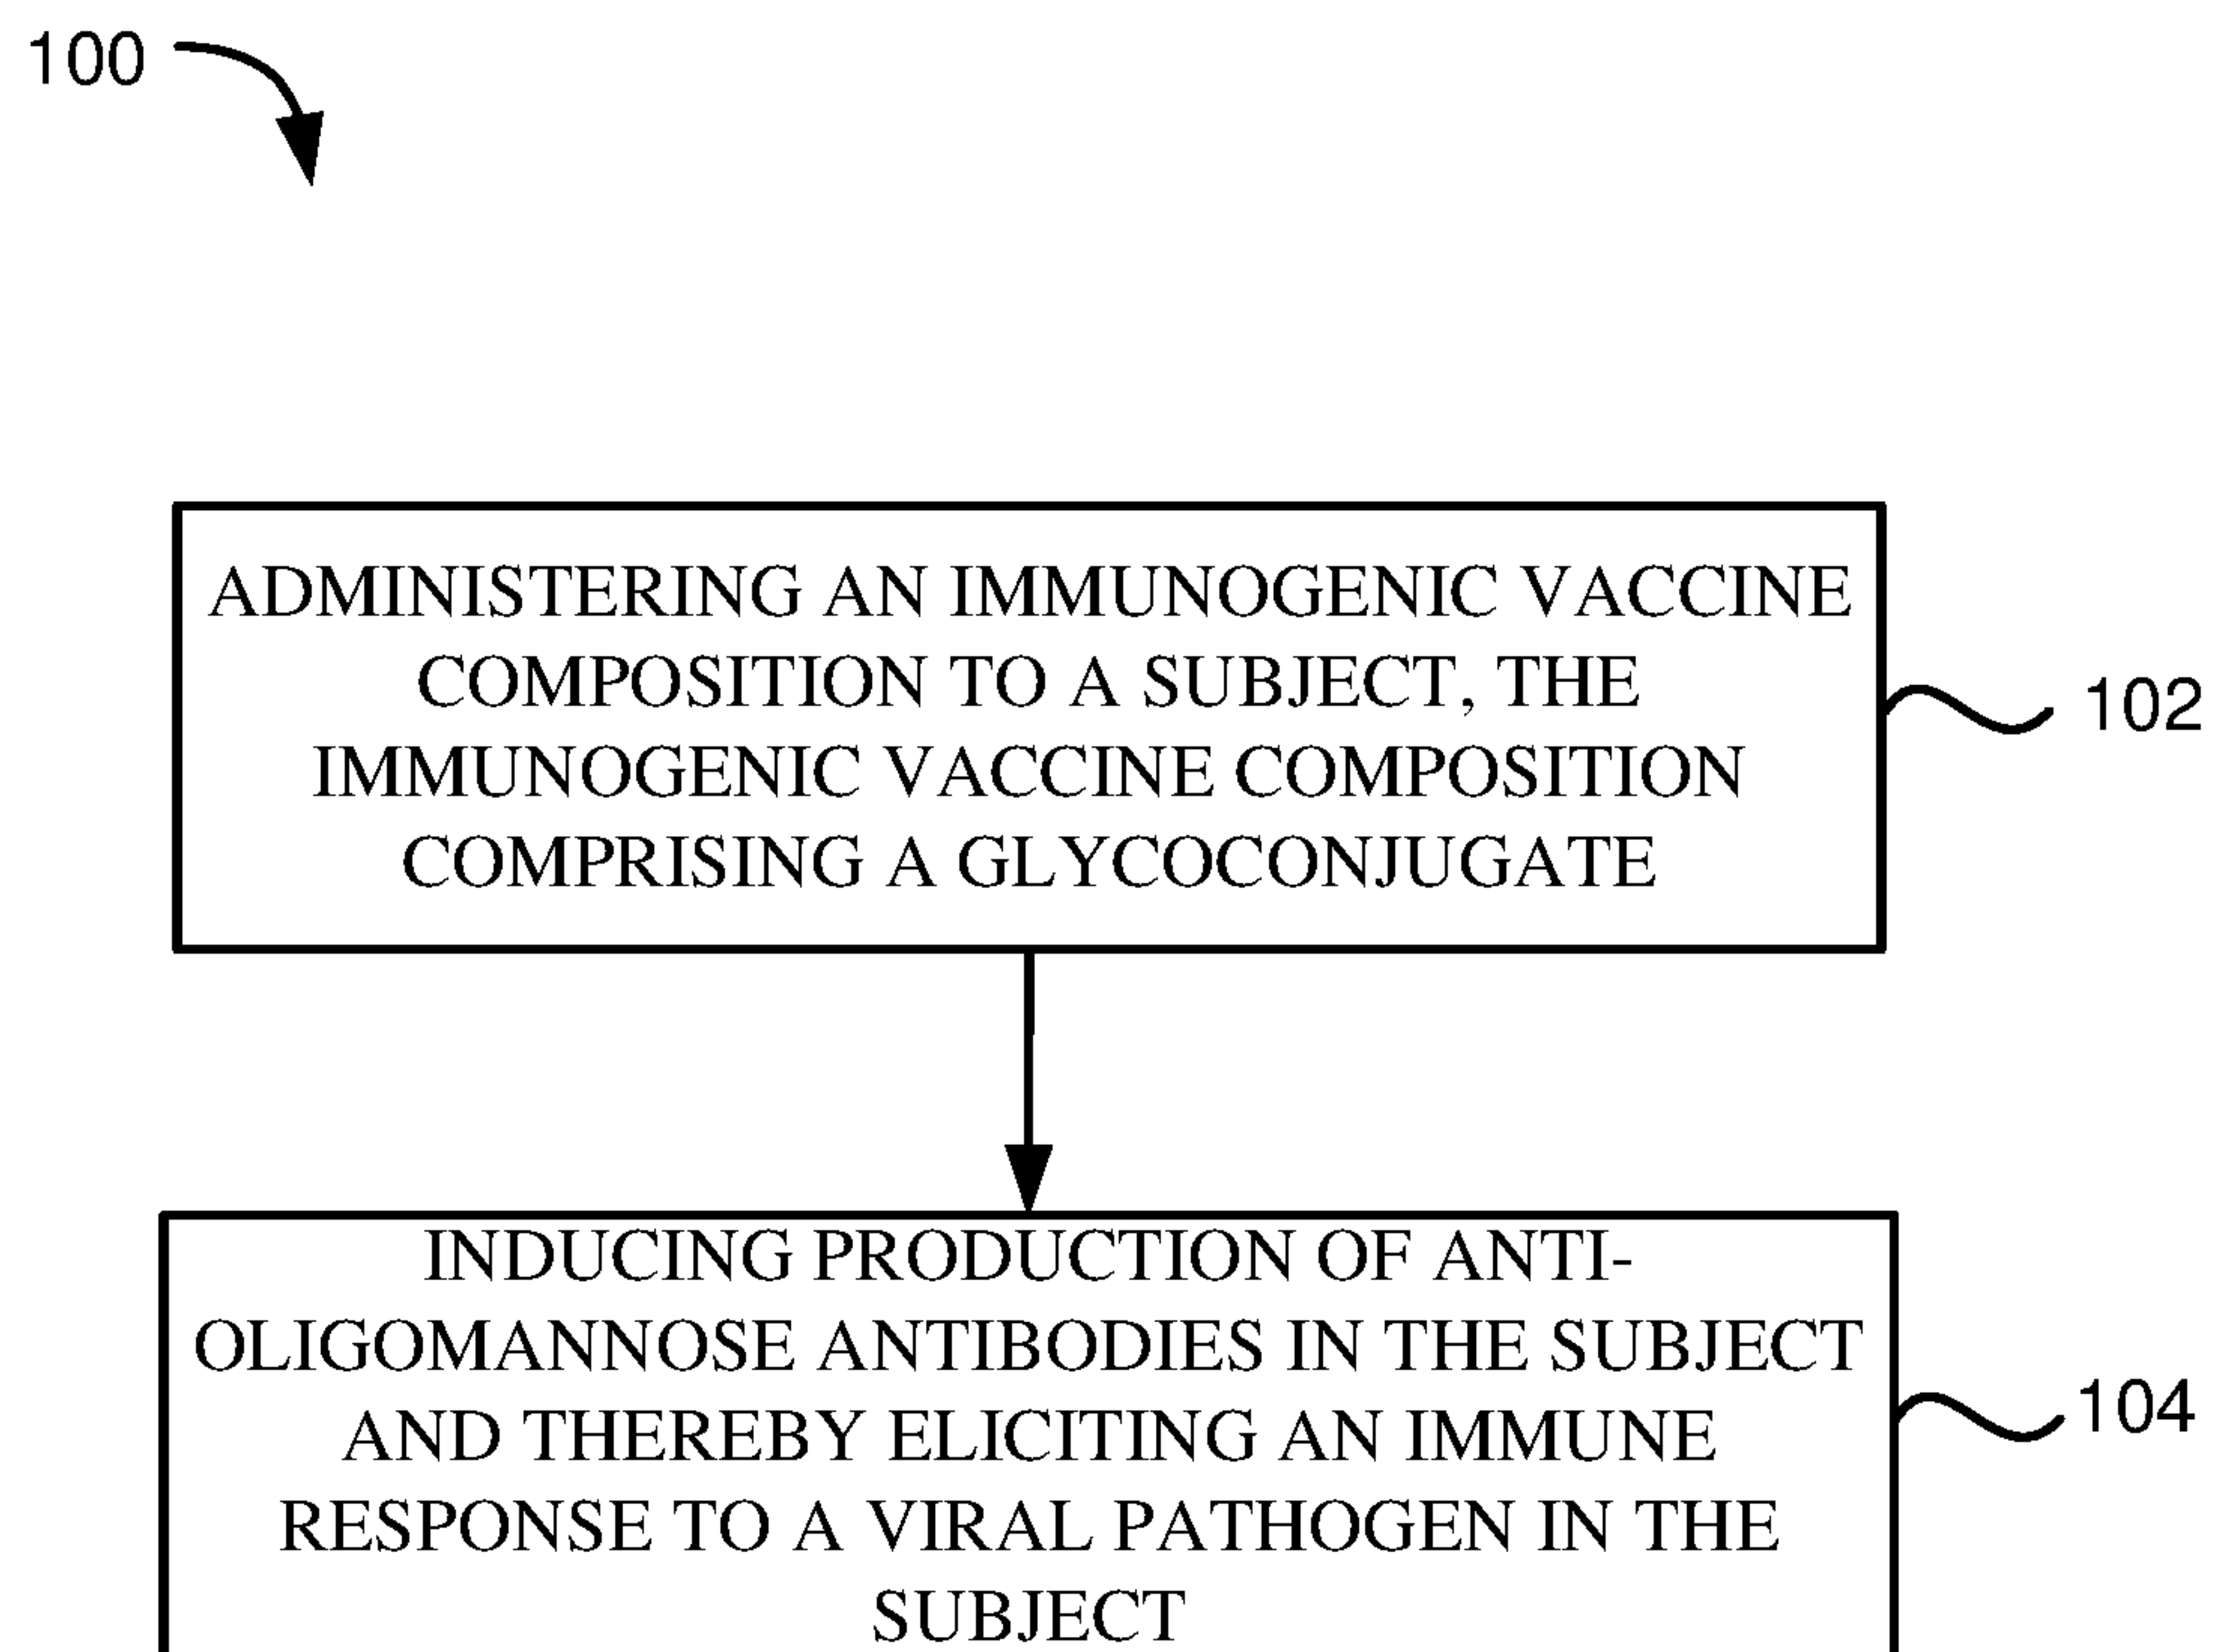 100
ADMINISTERING AN IMMUNOGENIC VACCINE
COMPOSITION TO A SUBJECT, THE
IMMUNOGENIC VACCINE COMPOSITION
COMPRISING A GLYCOCONJUGATE
102
INDUCING PRODUCTION OF ANTI-
OLIGOMANNOSE ANTIBODIES IN THE SUBJECT
AND THEREBY ELICITING AN IMMUNE
RESPONSE TO A VIRAL PATHOGEN IN THE
SUBJECT
104